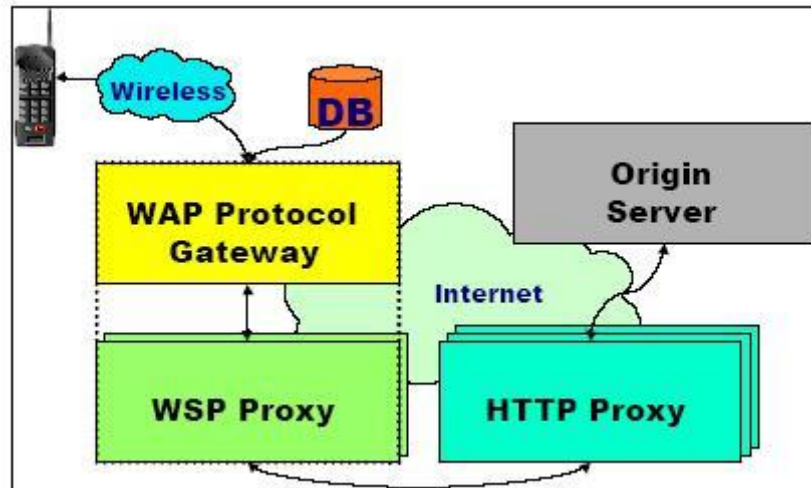 Wireless
DB
WAP Protocol
Gateway
Origin
Server
Internet
WSP Proxy
HTTP Proxy